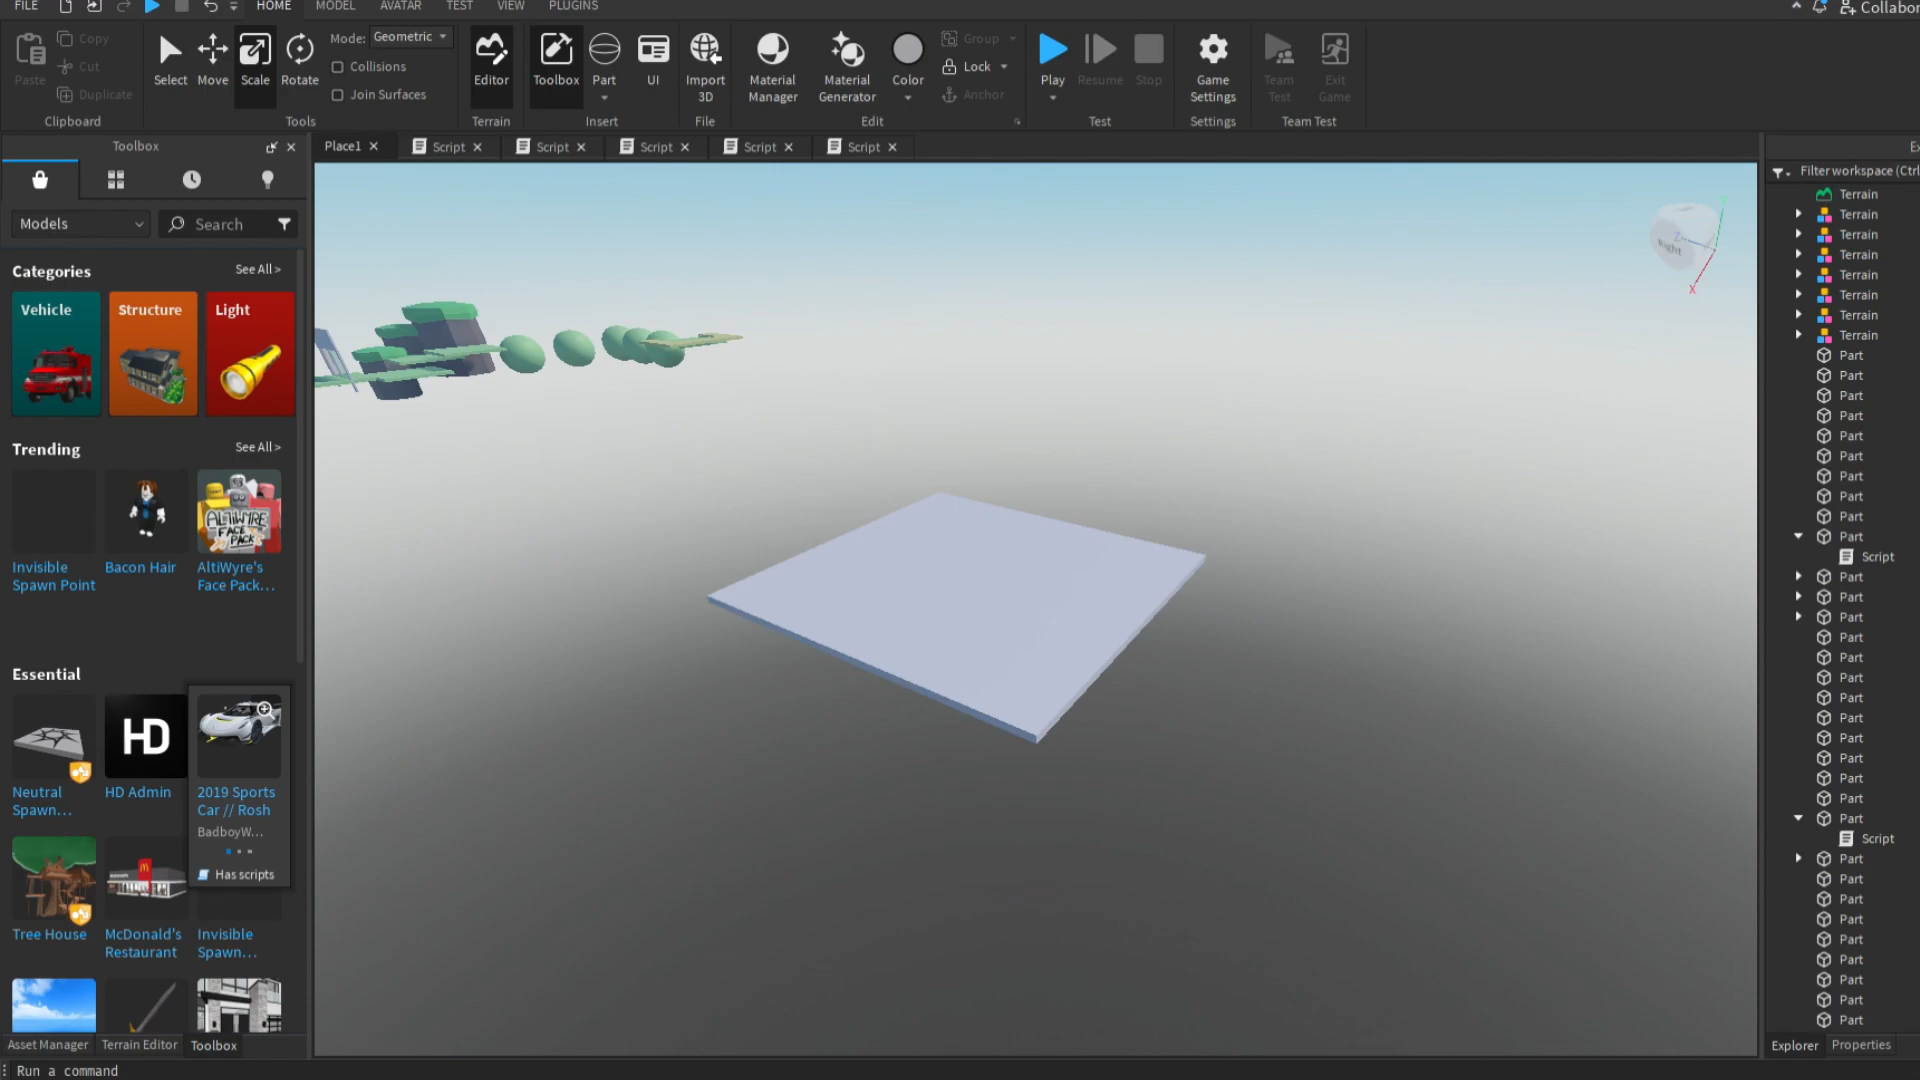 FILE HOME MODEL AVATAR TEST VIEW PLUGINS Collabor
Copy
Cut
Duplicate
Paste
Clipboard
Select Move Scale Rotate
Mode: Geometric
Collisions
Join Surfaces
Tools
Editor
Terrain
Toolbox Part UI
Insert
Import
3D
File
Material
Manager
Material
Generator
Color
Group
Lock
Anchor
Edit
Play Resume Stop
Test
Game
Settings
Settings
Team
Test
Exit
Game
Team Test
Toolbox
Place1 Script Script Script Script Script
Ex
Models Search
Categories See All >
Vehicle Structure Light
Trending See All >
ALTIWYRE
FACE
PACK
Invisible
Spawn Point
Bacon Hair
AltiWyre's
Face Pack...
Essential
HD
Neutral
Spawn...
HD Admin
2019 Sports
Car // Rosh
BadboyW...
Has scripts
Tree House
McDonald's
Restaurant
Invisible
Spawn...
Asset Manager Terrain Editor Toolbox
Run a command
Right
Y
Z
X
Filter workspace (Ctrl
Terrain
Terrain
Terrain
Terrain
Terrain
Terrain
Terrain
Terrain
Part
Part
Part
Part
Part
Part
Part
Part
Part
Part
Script
Part
Part
Part
Part
Part
Part
Part
Part
Part
Part
Part
Part
Part
Script
Part
Part
Part
Part
Part
Part
Part
Part
Part
Explorer Properties